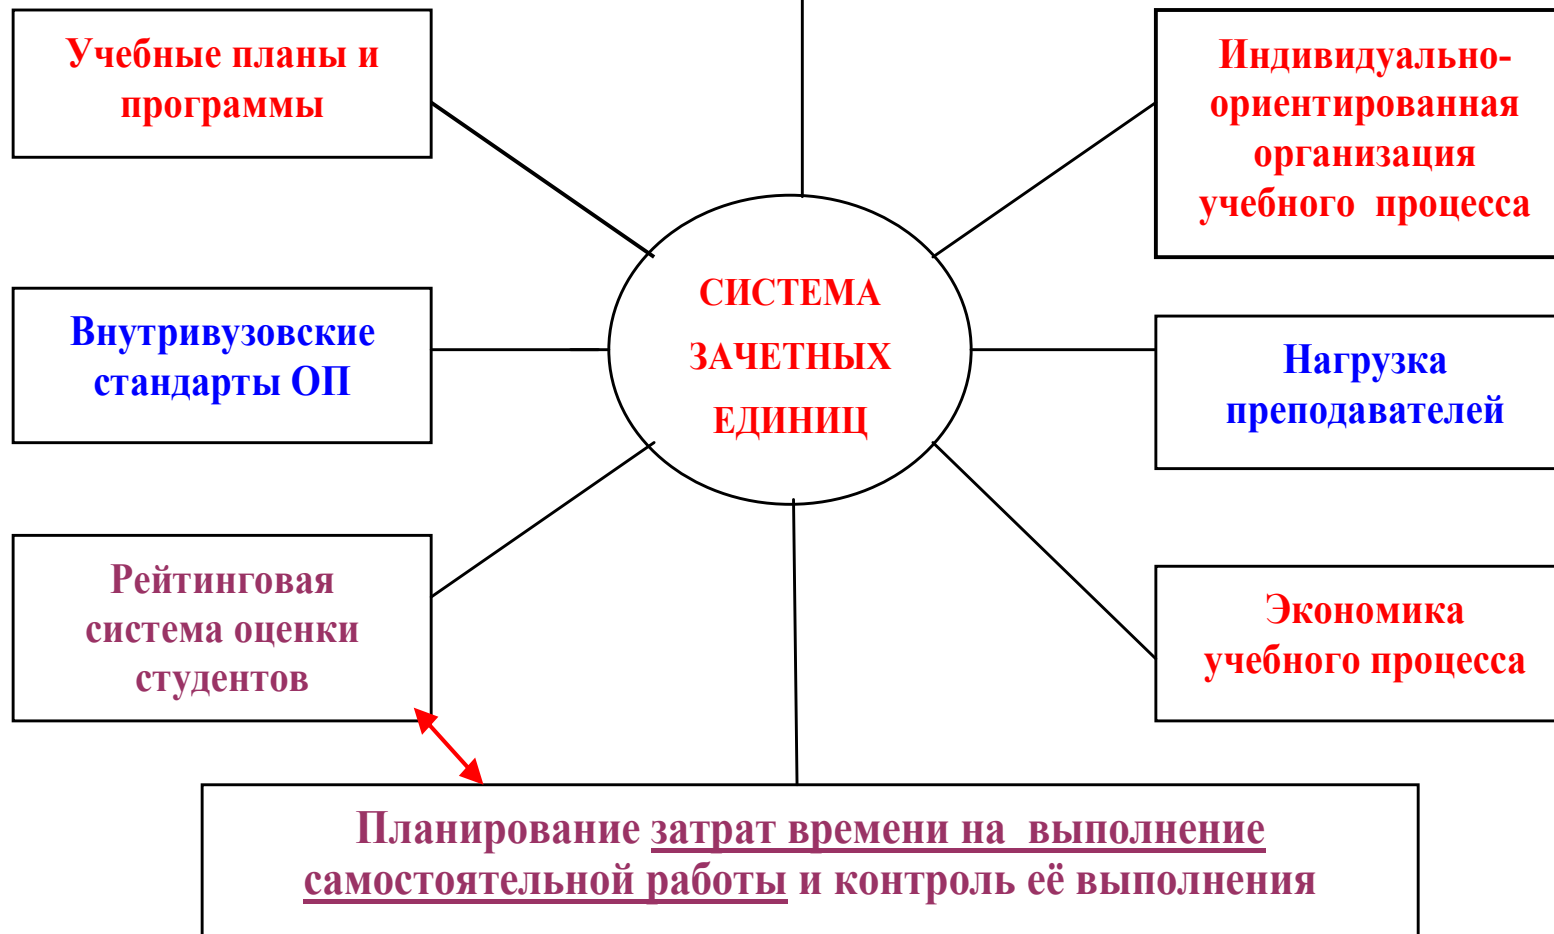 Учебные планы и
программы
Индивидуально-
ориентированная
организация
учебного процесса
СИСТЕМА
ЗАЧЕТНЫХ
ЕДИНИЦ
Внутривузовские
стандарты ОП
Нагрузка
преподавателей
Рейтинговая
система оценки
студентов
Экономика
учебного процесса
Планирование затрат времени на выполнение
самостоятельной работы и контроль её выполнения